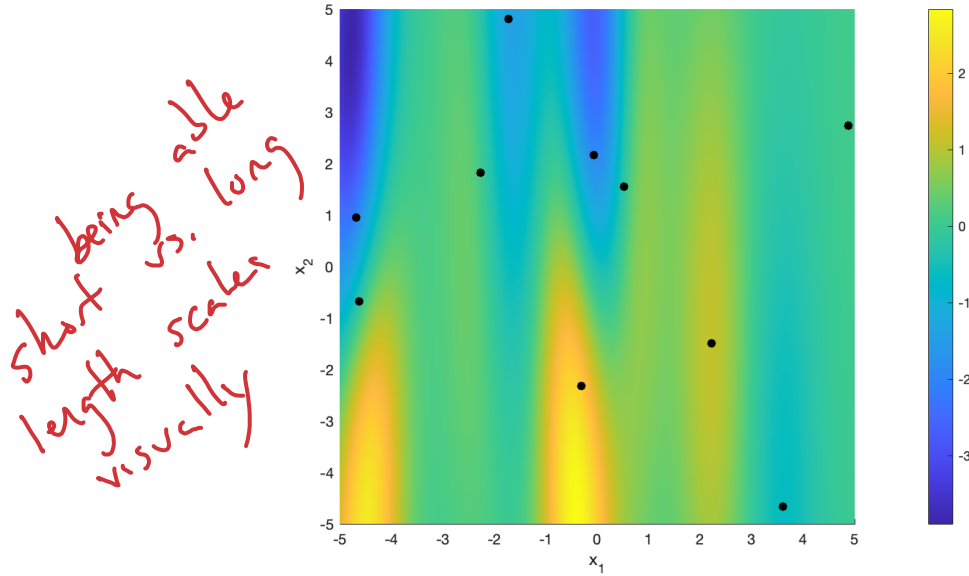 being able
short vs. long
length scales
visually
5
4
3
2
1
0
-1
-2
-3
-4
-5
x₂
-5 -4 -3 -2 -1 0 1 2 3 4 5
x₁
2
1
0
-1
-2
-3